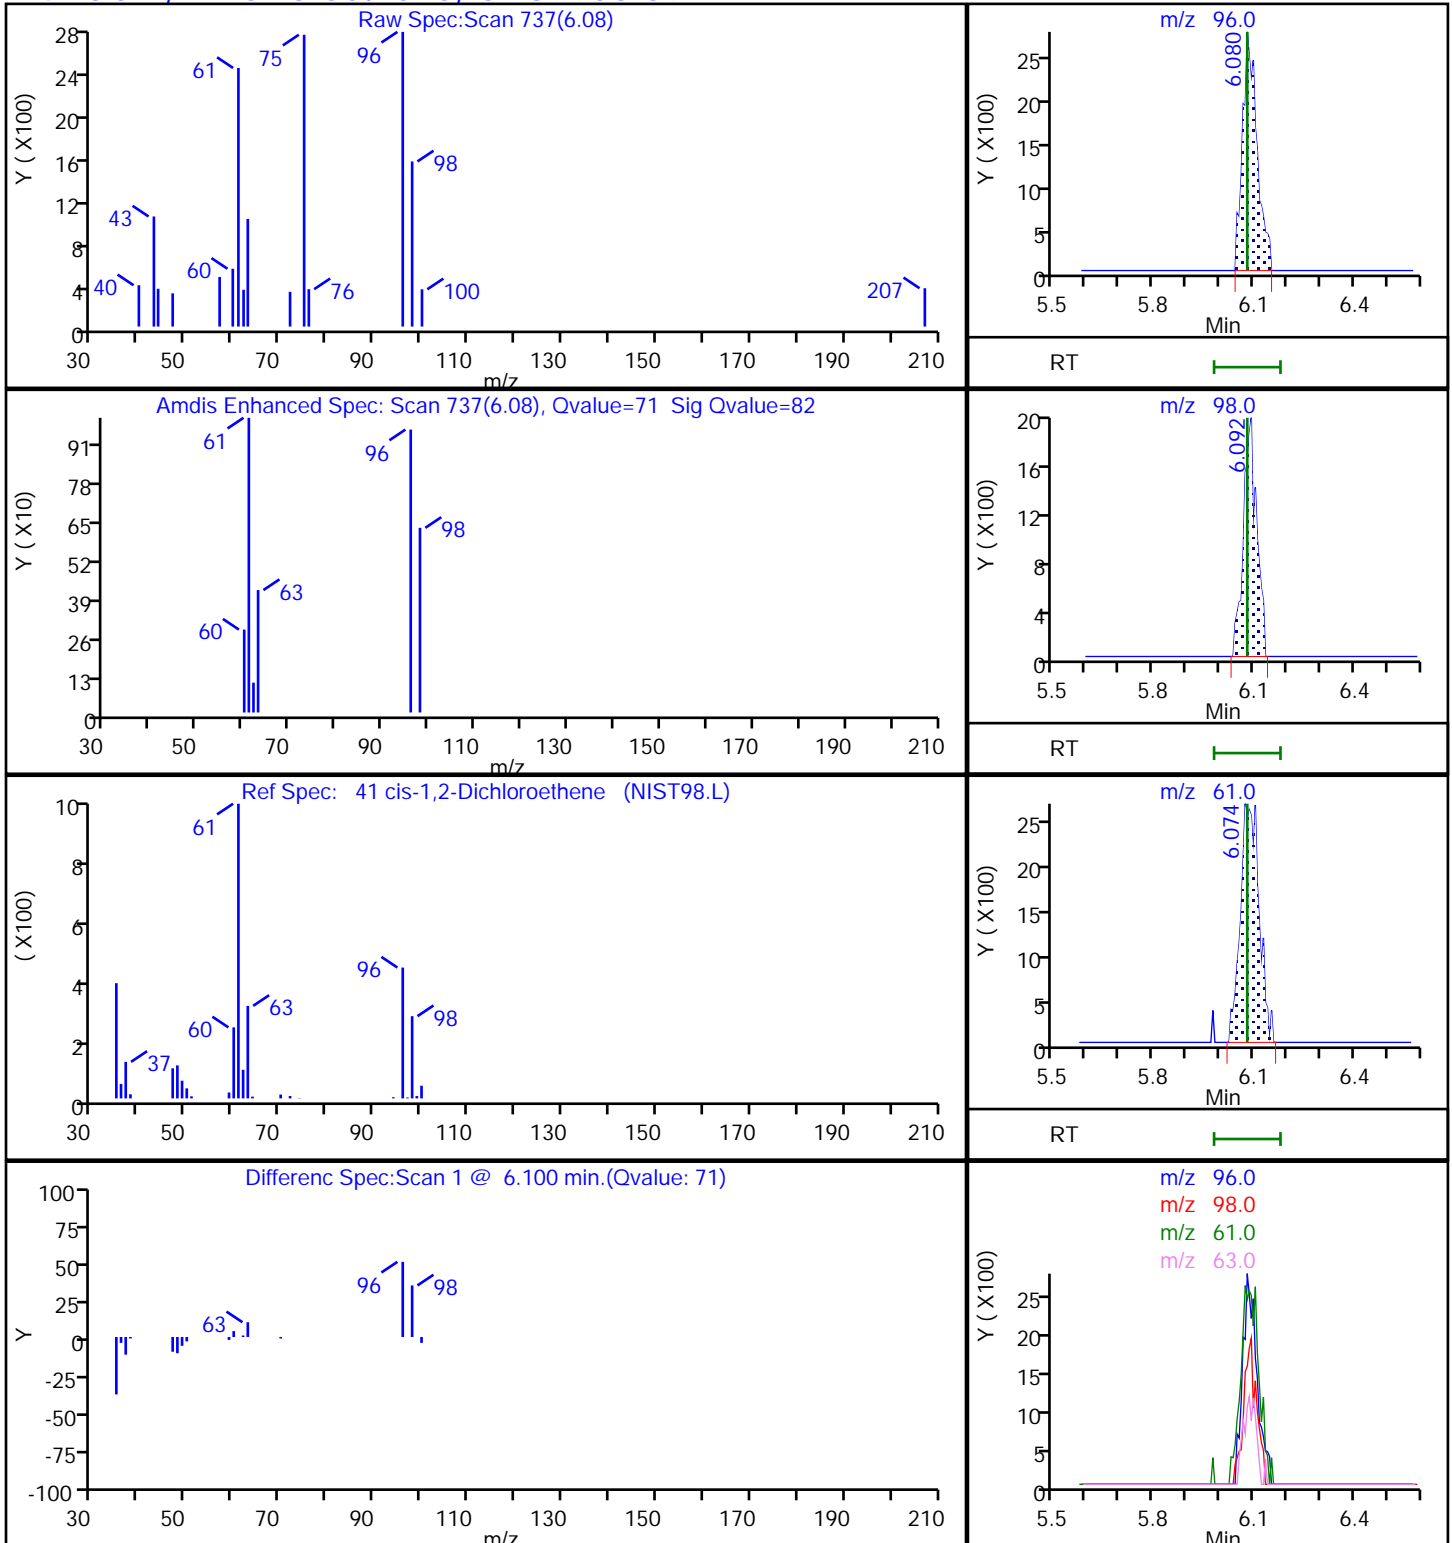 Raw Spec:Scan 737(6.08)
28
24
20
16
12
8
4
0
Y ( X100)
40
43
60
61
75
76
96
98
100
207
30 50 70 90 110 130 150 170 190 210
m/z
m/z 96.0
6.080
25
20
15
10
5
0
Y ( X100)
5.5 5.8 6.1 6.4
Min
RT
Amdis Enhanced Spec: Scan 737(6.08), Qvalue=71 Sig Qvalue=82
91
78
65
52
39
26
13
0
Y ( X10)
60
61
63
96
98
30 50 70 90 110 130 150 170 190 210
m/z
m/z 98.0
6.092
20
16
12
8
4
0
Y ( X100)
5.5 5.8 6.1 6.4
Min
RT
Ref Spec: 41 cis-1,2-Dichloroethene (NIST98.L)
10
8
6
4
2
0
( X100)
37
60
61
63
96
98
30 50 70 90 110 130 150 170 190 210
m/z 61.0
6.074
25
20
15
10
5
0
Y ( X100)
5.5 5.8 6.1 6.4
Min
RT
Differenc Spec:Scan 1 @ 6.100 min.(Qvalue: 71)
100
75
50
25
0
-25
-50
-75
-100
Y
63
96
98
30 50 70 90 110 130 150 170 190 210
m/z
m/z 96.0
m/z 98.0
m/z 61.0
m/z 63.0
25
20
15
10
5
0
Y ( X100)
5.5 5.8 6.1 6.4
Min